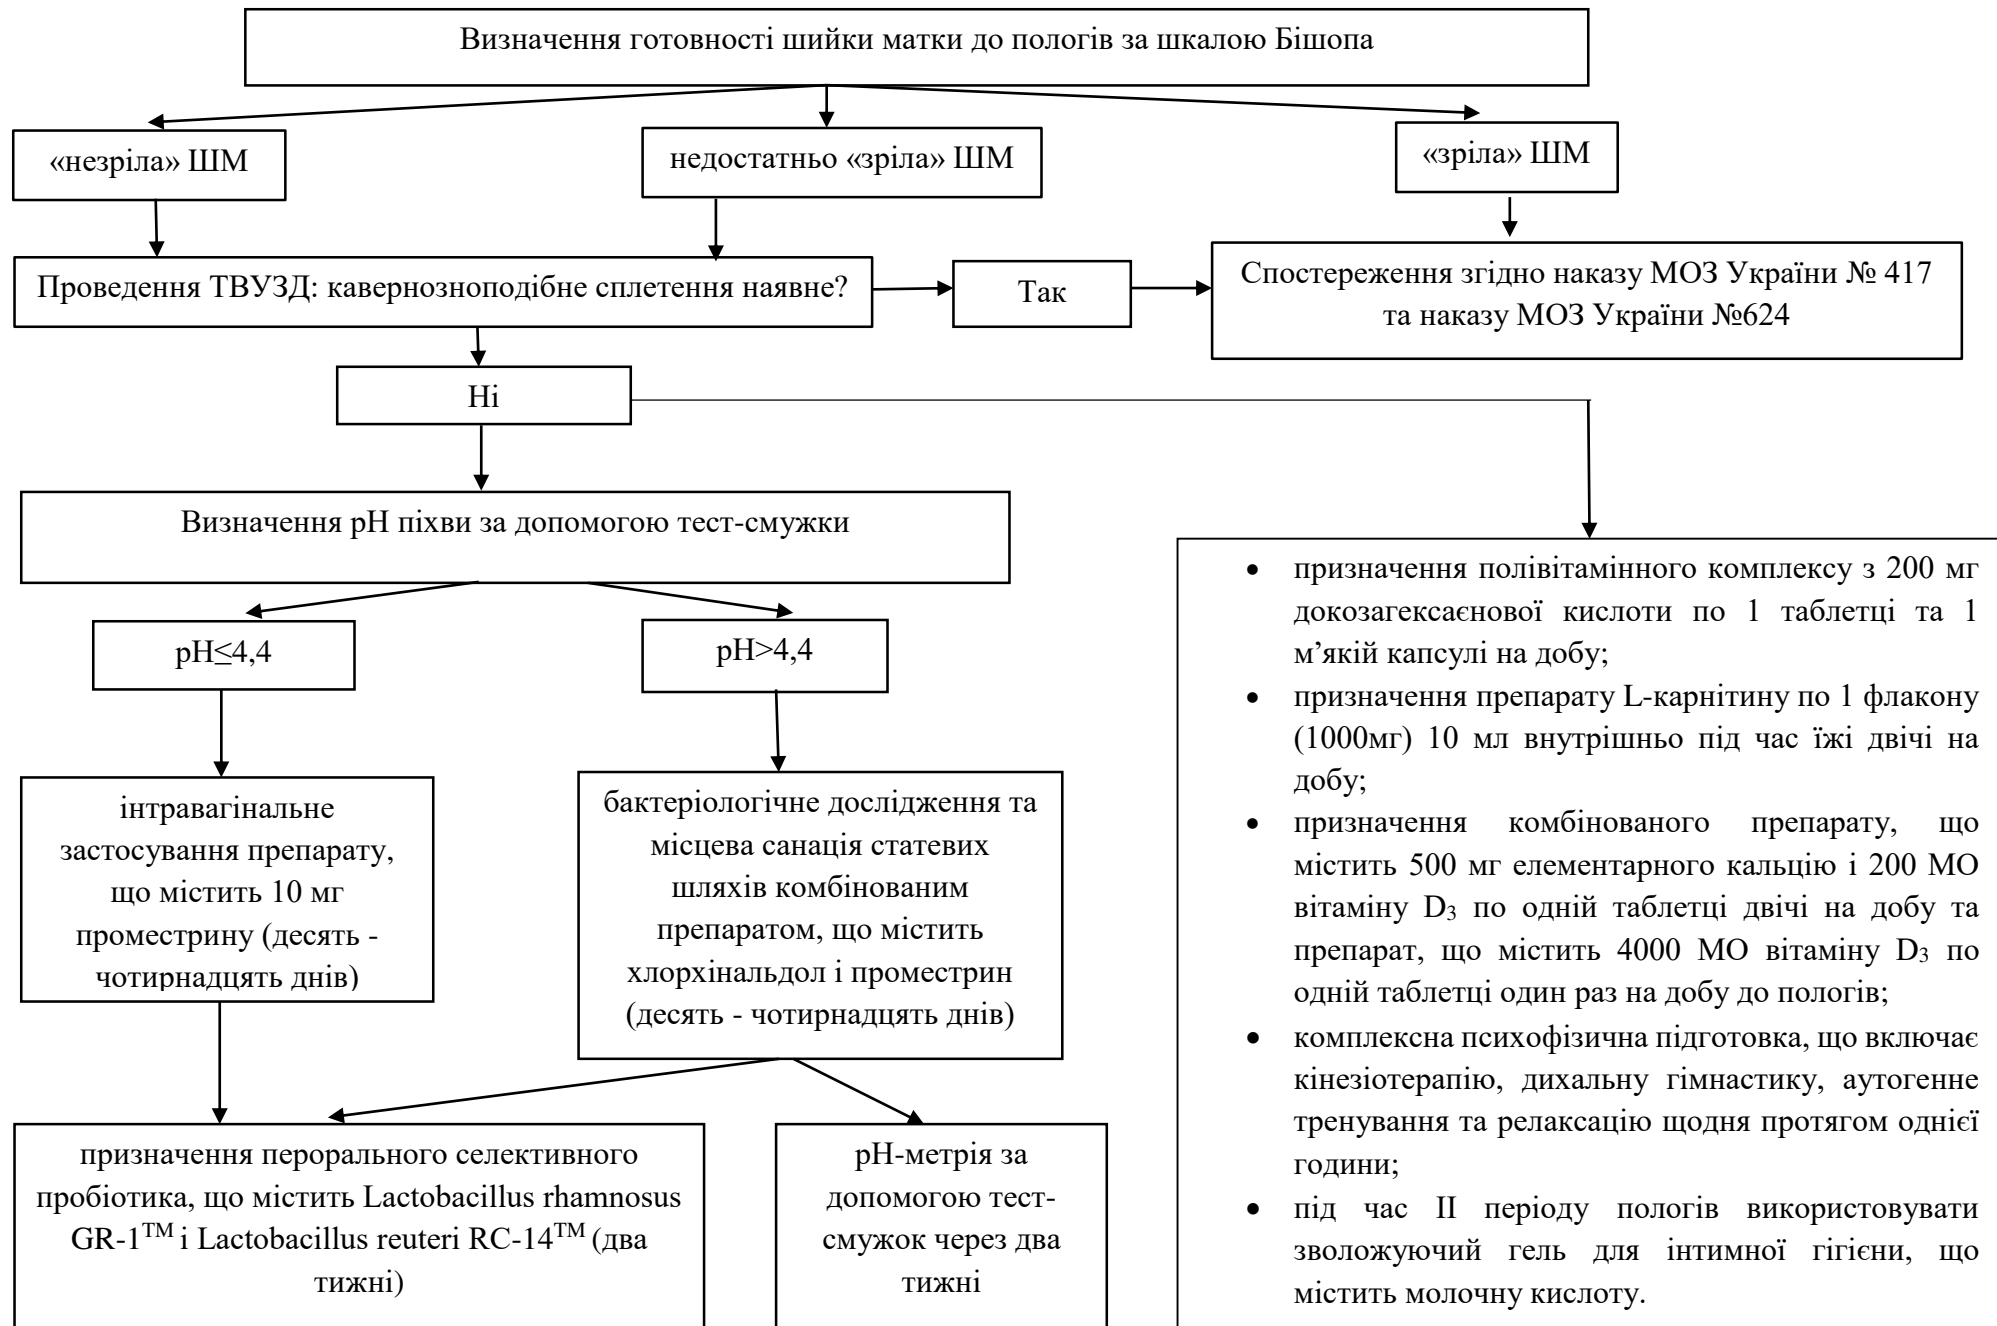 Визначення готовності шийки матки до пологів за шкалою Бішопа
«незріла» ШМ
недостатньо «зріла» ШМ
«зріла» ШМ
Проведення ТВУЗД: кавернозноподібне сплетення наявне?
Так
Спостереження згідно наказу МОЗ України № 417
та наказу МОЗ України №624
Ні
Визначення pH піхви за допомогою тест-смужки
pH≤4,4
pH>4,4
інтравагінальне
застосування препарату,
що містить 10 мг
проместрину (десять -
чотирнадцять днів)
бактеріологічне дослідження та
місцева санація статевих
шляхів комбінованим
препаратом, що містить
хлорхінальдол і проместрин
(десять - чотирнадцять днів)
призначення перорального селективного
пробіотика, що містить Lactobacillus rhamnosus
GR-1™ і Lactobacillus reuteri RC-14™ (два
тижні)
pH-метрія за
допомогою тест-
смужок через два
тижні
• призначення полівітамінного комплексу з 200 мг
докозагексаєнової кислоти по 1 таблетці та 1
м’якій капсулі на добу;
• призначення препарату L-карнітину по 1 флакону
(1000мг) 10 мл внутрішньо під час їжі двічі на
добу;
• призначення комбінованого препарату, що
містить 500 мг елементарного кальцію і 200 МО
вітаміну D₃ по одній таблетці двічі на добу та
препарат, що містить 4000 МО вітаміну D₃ по
одній таблетці один раз на добу до пологів;
• комплексна психофізична підготовка, що включає
кінезіотерапію, дихальну гімнастику, аутогенне
тренування та релаксацію щодня протягом однієї
години;
• під час II періоду пологів використовувати
зволожуючий гель для інтимної гігієни, що
містить молочну кислоту.